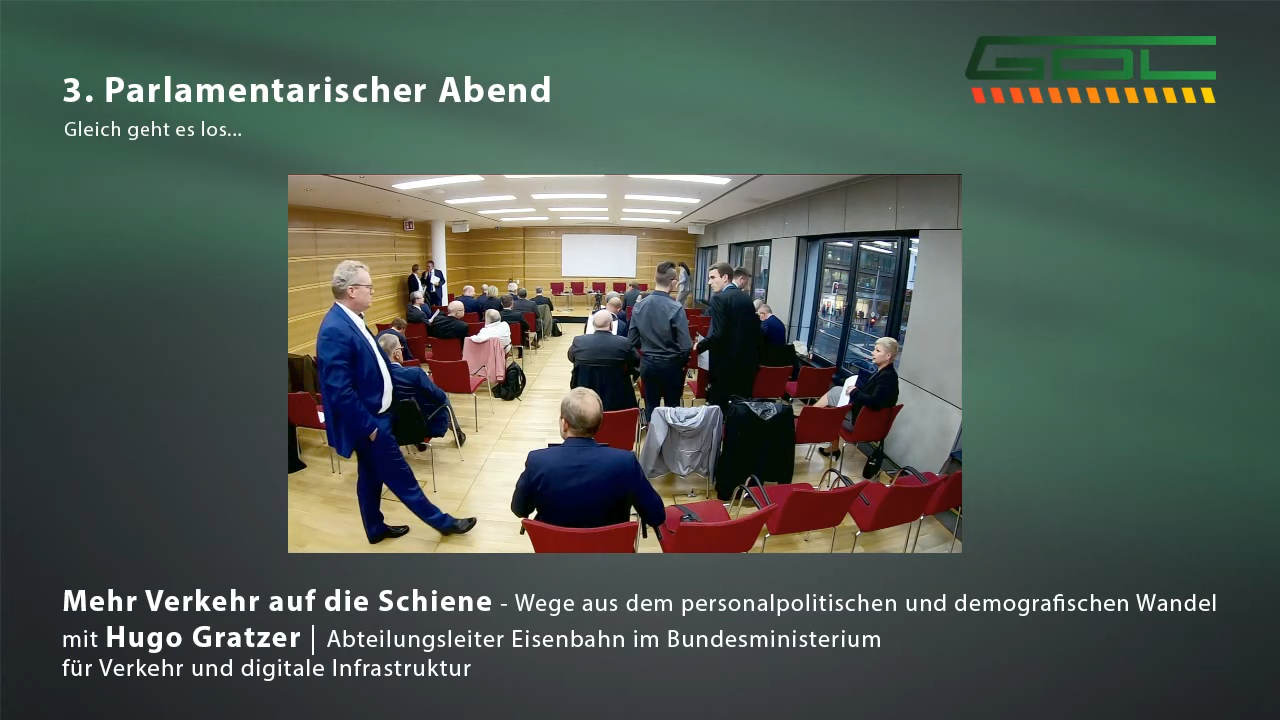 GDL
3. Parlamentarischer Abend
Gleich geht es los...
Mehr Verkehr auf die Schiene - Wege aus dem personalpolitischen und demografischen Wandel
mit Hugo Gratzer | Abteilungsleiter Eisenbahn im Bundesministerium
für Verkehr und digitale Infrastruktur